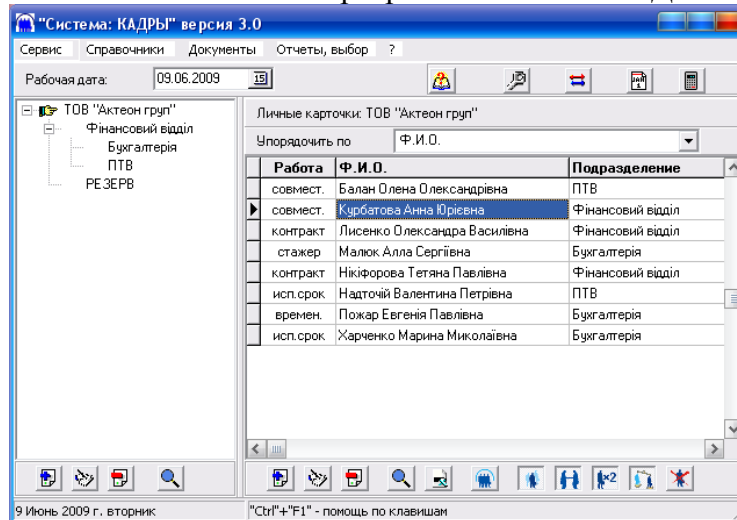 "Система: КАДРЫ" версия 3.0
Сервис Справочники Документы Отчеты, выбор ?
Рабочая дата: 09.06.2009 15
ТОВ "Актеон груп"
Фінансовий відділ
Бухгалтерія
ПТВ
РЕЗЕРВ
Личные карточки: ТОВ "Актеон груп"
Упорядочить по Ф.И.О.
Работа Ф.И.О. Подразделение
совмест. Балан Олена Олександрівна ПТВ
совмест. Курбатова Анна Юрієвна Фінансовий відділ
контракт Лисенко Олександра Василівна Фінансовий відділ
стажер Малюк Алла Сергіївна Бухгалтерія
контракт Нікіфорова Тетяна Павлівна Фінансовий відділ
исп.срок Надточій Валентина Петрівна ПТВ
времен. Пожар Евгенія Павлівна Бухгалтерія
исп.срок Харченко Марина Миколаївна Бухгалтерія
×2
9 Июнь 2009 г. вторник "Ctrl"+"F1" - помощь по клавишам